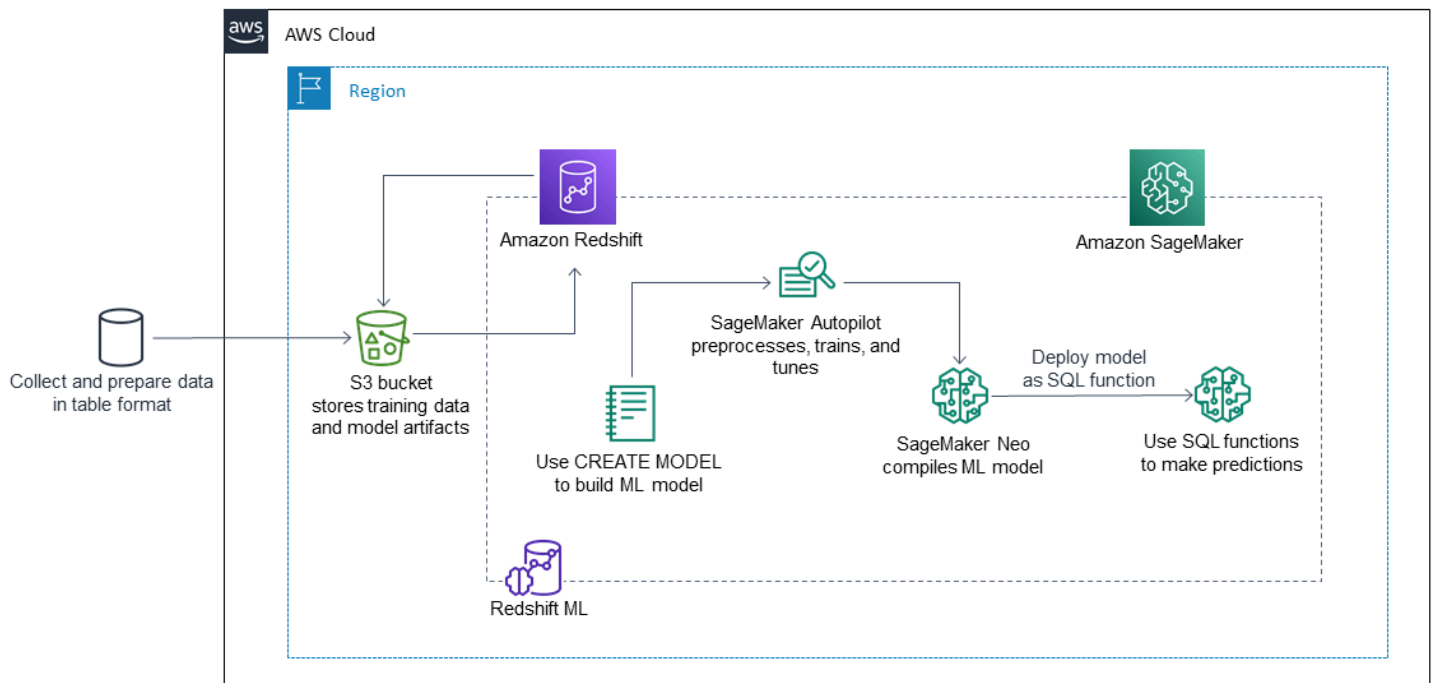 aws
AWS Cloud
Region
Amazon Redshift
Amazon SageMaker
Collect and prepare data
in table format
S3 bucket
stores training data
and model artifacts
Use CREATE MODEL
to build ML model
SageMaker Autopilot
preprocesses, trains, and
tunes
SageMaker Neo
compiles ML model
Deploy model
as SQL function
Use SQL functions
to make predictions
Redshift ML